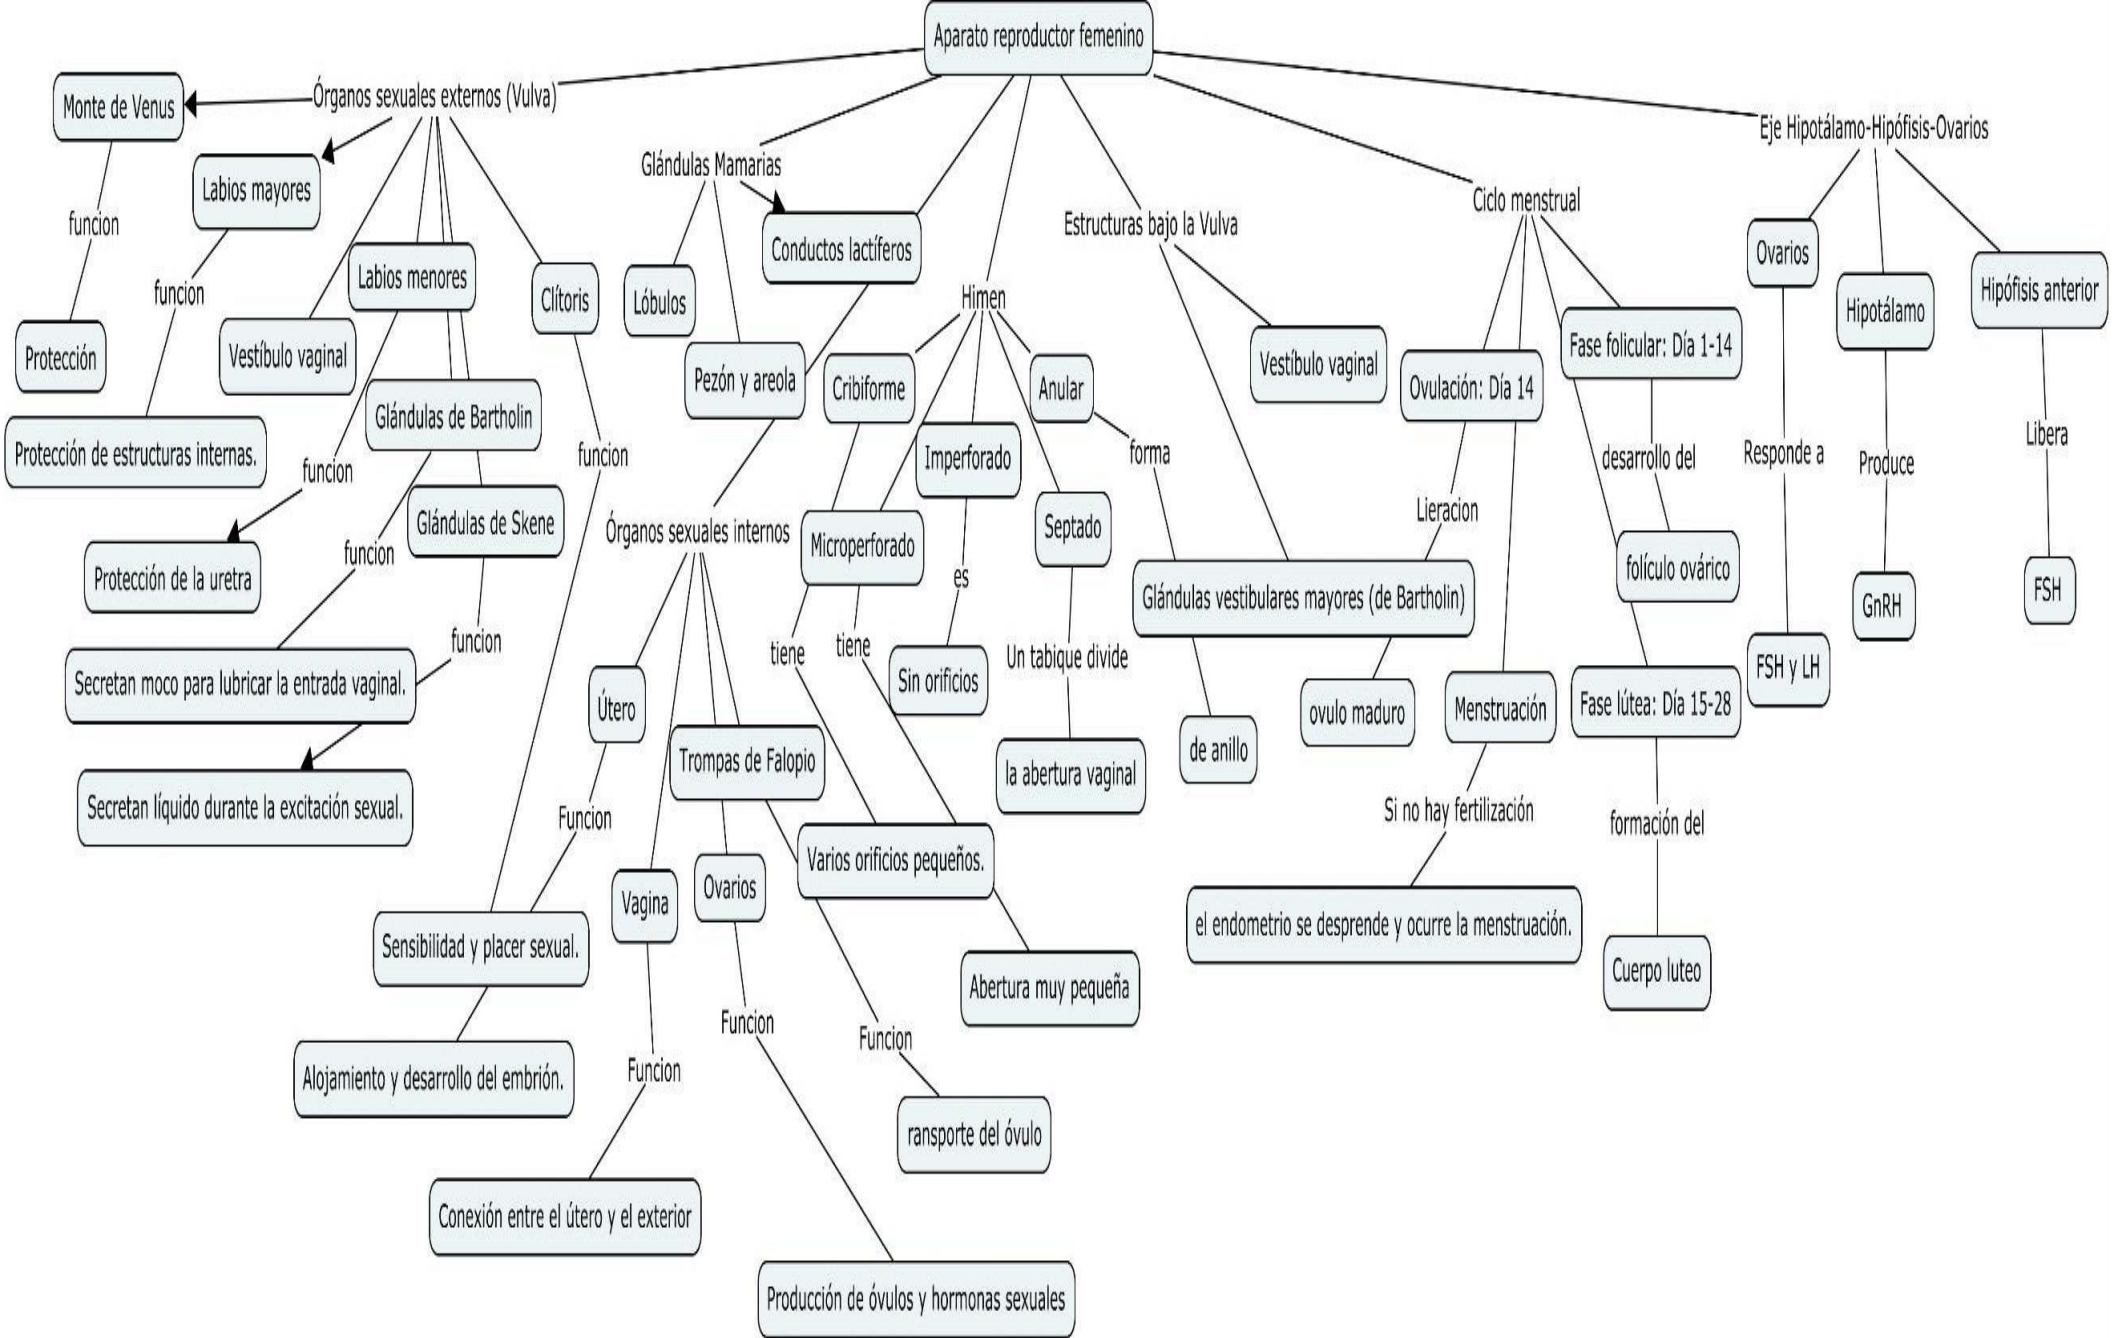 Aparato reproductor femenino
Órganos sexuales externos (Vulva)
Monte de Venus
funcion
Protección
Labios mayores
funcion
Protección de estructuras internas.
Vestíbulo vaginal
Labios menores
funcion
Protección de la uretra
Glándulas de Bartholin
funcion
Secretan moco para lubricar la entrada vaginal.
Glándulas de Skene
funcion
Secretan líquido durante la excitación sexual.
Clítoris
funcion
Sensibilidad y placer sexual.
Glándulas Mamarias
Lóbulos
Pezón y areola
Conductos lactíferos
Órganos sexuales internos
Útero
Funcion
Alojamiento y desarrollo del embrión.
Vagina
Funcion
Conexión entre el útero y el exterior
Ovarios
Funcion
Producción de óvulos y hormonas sexuales
Trompas de Falopio
Funcion
ransporte del óvulo
Himen
Cribiforme
tiene
Varios orificios pequeños.
Microperforado
tiene
Abertura muy pequeña
Imperforado
es
Sin orificios
Septado
Un tabique divide
la abertura vaginal
Anular
forma
de anillo
Estructuras bajo la Vulva
Vestíbulo vaginal
Glándulas vestibulares mayores (de Bartholin)
Ciclo menstrual
Ovulación: Día 14
Lieracion
ovulo maduro
Menstruación
Si no hay fertilización
el endometrio se desprende y ocurre la menstruación.
Fase folicular: Día 1-14
desarrollo del
folículo ovárico
Fase lútea: Día 15-28
formación del
Cuerpo luteo
Eje Hipotálamo-Hipófisis-Ovarios
Ovarios
Responde a
FSH y LH
Hipotálamo
Produce
GnRH
Hipófisis anterior
Libera
FSH